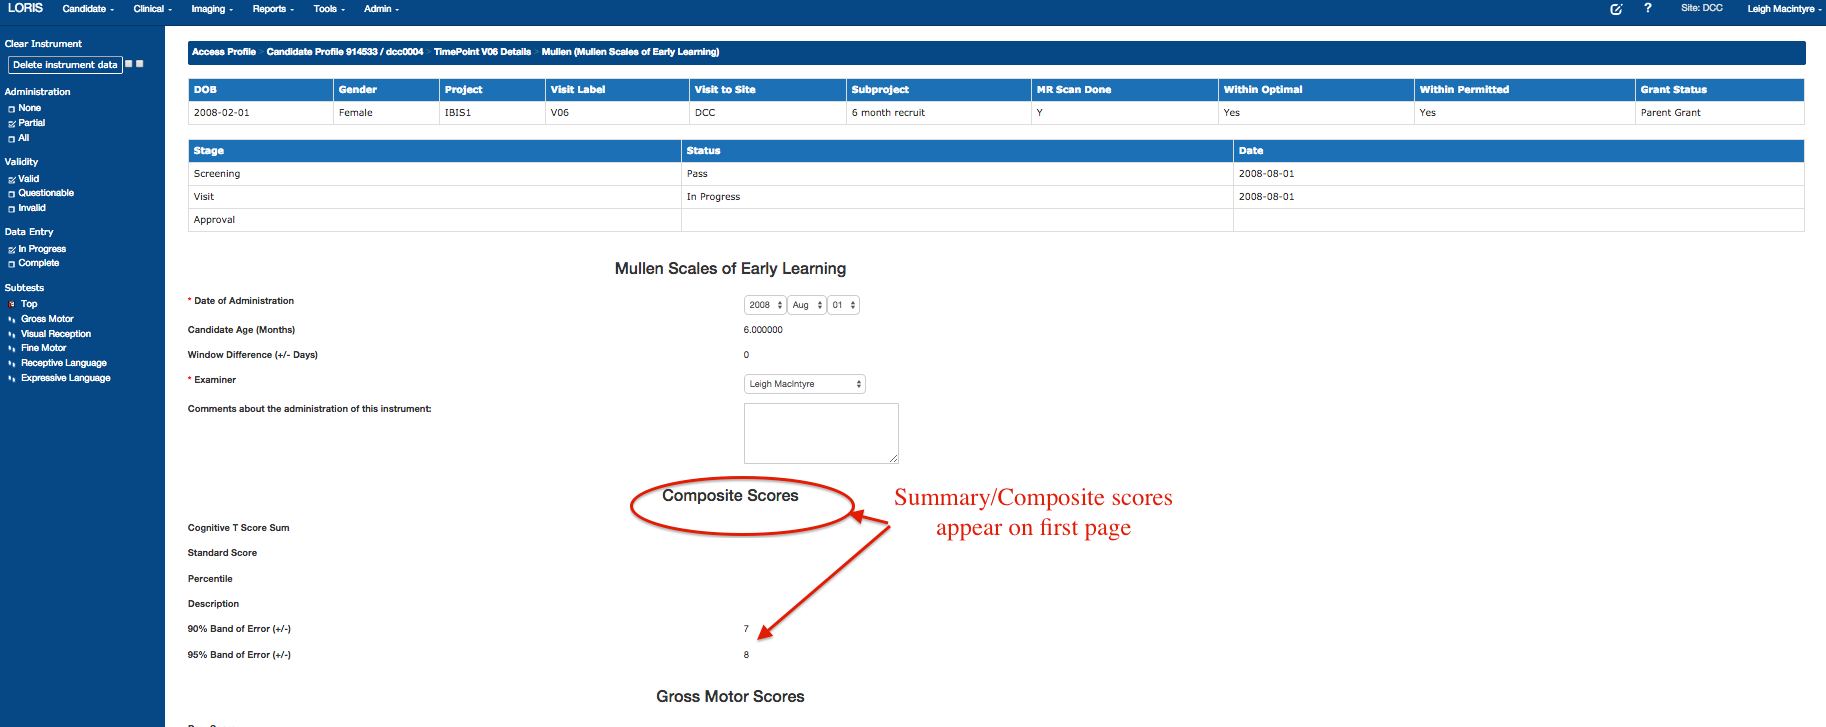 LORIS Candidate Clinical Imaging Reports Tools Admin ? Site: DCC Leigh Macintyre
Clear Instrument
Delete instrument data
Administration
None
Partial
All
Validity
Valid
Questionable
Invalid
Data Entry
In Progress
Complete
Subtests
Top
Gross Motor
Visual Reception
Fine Motor
Receptive Language
Expressive Language
Access Profile > Candidate Profile 914533 / dcc0004 > TimePoint V06 Details > Mullen (Mullen Scales of Early Learning)
DOB Gender Project Visit Label Visit to Site Subproject MR Scan Done Within Optimal Within Permitted Grant Status
2008-02-01 Female IBIS1 V06 DCC 6 month recruit Y Yes Yes Parent Grant
Stage Status Date
Screening Pass 2008-08-01
Visit In Progress 2008-08-01
Approval
Mullen Scales of Early Learning
* Date of Administration 2008 Aug 01
Candidate Age (Months) 6.000000
Window Difference (+/- Days) 0
* Examiner Leigh MacIntyre
Comments about the administration of this instrument:
Composite Scores
Summary/Composite scores
appear on first page
Cognitive T Score Sum
Standard Score
Percentile
Description
90% Band of Error (+/-) 7
95% Band of Error (+/-) 8
Gross Motor Scores